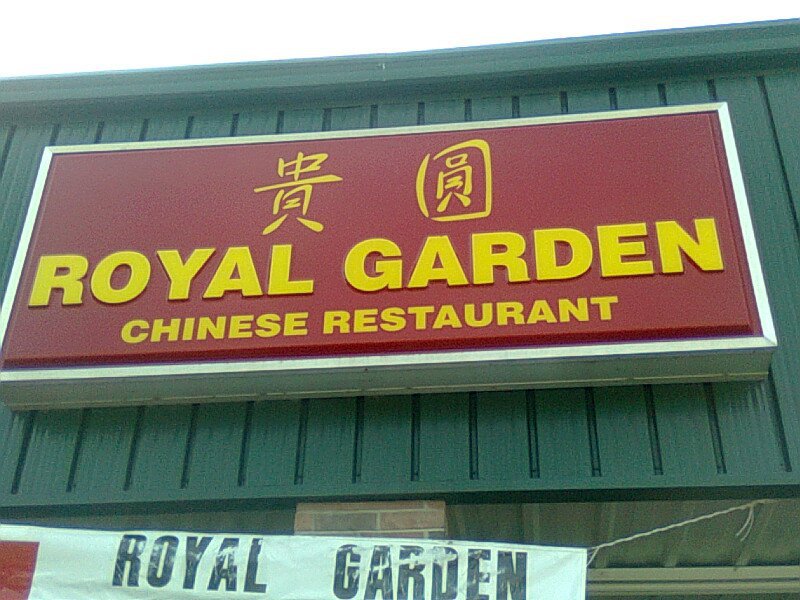 貴 圓
ROYAL GARDEN
CHINESE RESTAURANT
ROYAL GARDEN